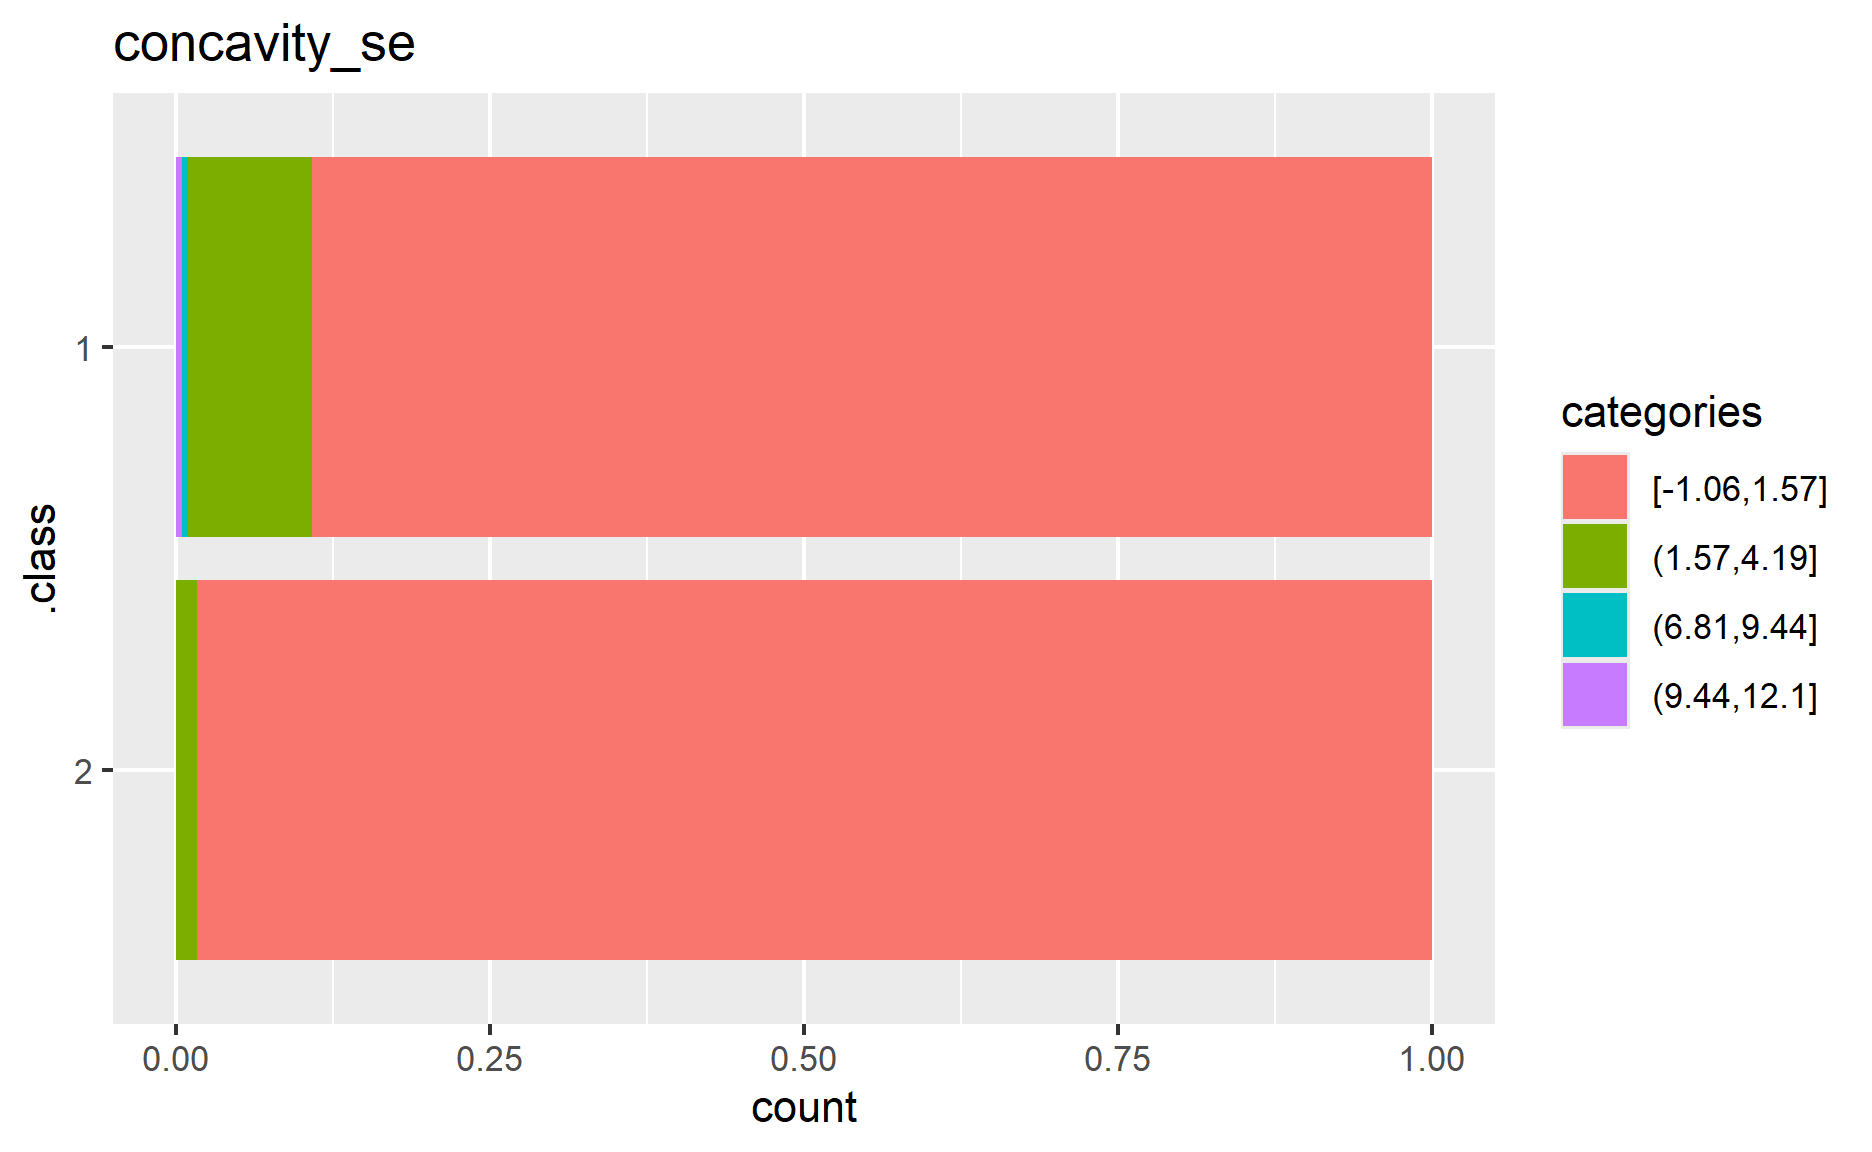 concavity_se
.class
1
2
0.00 0.25 0.50 0.75 1.00
count
categories
[-1.06,1.57]
(1.57,4.19]
(6.81,9.44]
(9.44,12.1]